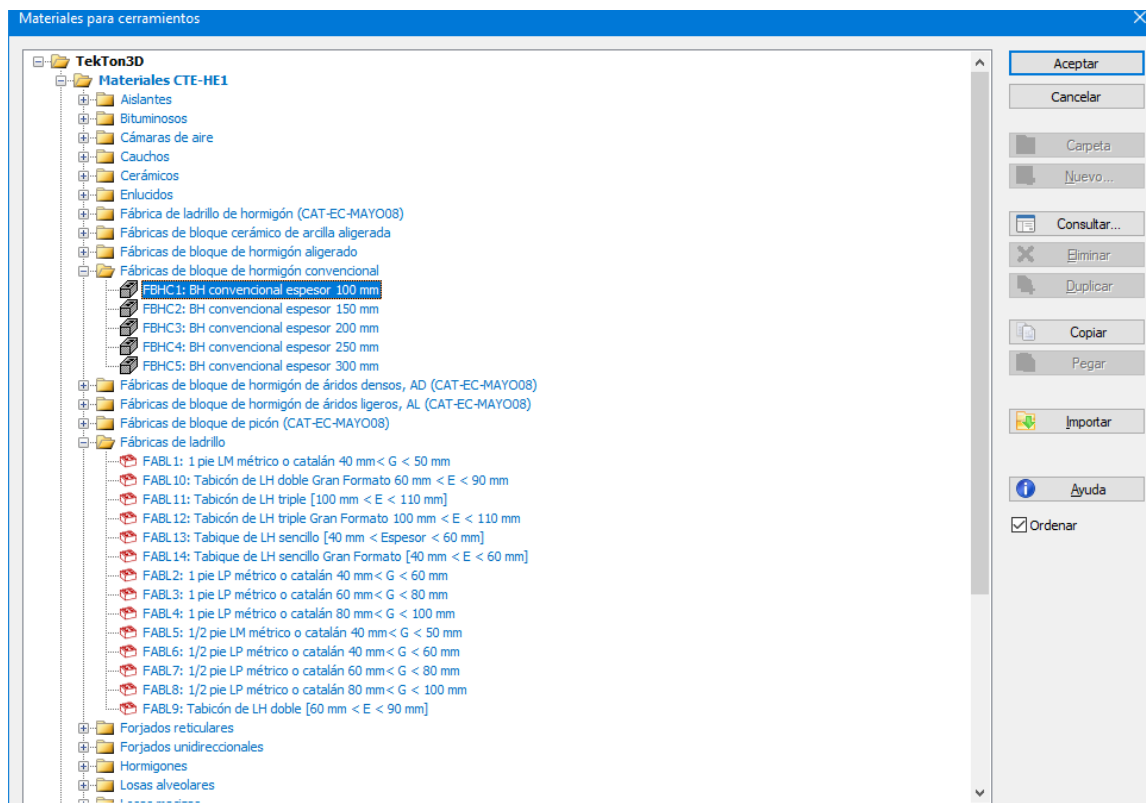 Materiales para cerramientos
TekTon3D
Materiales CTE-HE1
Aislantes
Bituminosos
Cámaras de aire
Cauchos
Cerámicos
Enlucidos
Fábrica de ladrillo de hormigón (CAT-EC-MAYO08)
Fábricas de bloque cerámico de arcilla aligerada
Fábricas de bloque de hormigón aligerado
Fábricas de bloque de hormigón convencional
FBHC1: BH convencional espesor 100 mm
FBHC2: BH convencional espesor 150 mm
FBHC3: BH convencional espesor 200 mm
FBHC4: BH convencional espesor 250 mm
FBHC5: BH convencional espesor 300 mm
Fábricas de bloque de hormigón de áridos densos, AD (CAT-EC-MAYO08)
Fábricas de bloque de hormigón de áridos ligeros, AL (CAT-EC-MAYO08)
Fábricas de bloque de picón (CAT-EC-MAYO08)
Fábricas de ladrillo
FABL1: 1 pie LM métrico o catalán 40 mm< G < 50 mm
FABL10: Tabicón de LH doble Gran Formato 60 mm < E < 90 mm
FABL11: Tabicón de LH triple [100 mm < E < 110 mm]
FABL12: Tabicón de LH triple Gran Formato 100 mm < E < 110 mm
FABL13: Tabique de LH sencillo [40 mm < Espesor < 60 mm]
FABL14: Tabique de LH sencillo Gran Formato [40 mm < E < 60 mm]
FABL2: 1 pie LP métrico o catalán 40 mm< G < 60 mm
FABL3: 1 pie LP métrico o catalán 60 mm< G < 80 mm
FABL4: 1 pie LP métrico o catalán 80 mm< G < 100 mm
FABL5: 1/2 pie LM métrico o catalán 40 mm< G < 50 mm
FABL6: 1/2 pie LP métrico o catalán 40 mm< G < 60 mm
FABL7: 1/2 pie LP métrico o catalán 60 mm< G < 80 mm
FABL8: 1/2 pie LP métrico o catalán 80 mm< G < 100 mm
FABL9: Tabicón de LH doble [60 mm < E < 90 mm]
Forjados reticulares
Forjados unidireccionales
Hormigones
Losas alveolares
Aceptar
Cancelar
Carpeta
Nuevo...
Consultar...
Eliminar
Duplicar
Copiar
Pegar
Importar
Ayuda
Ordenar